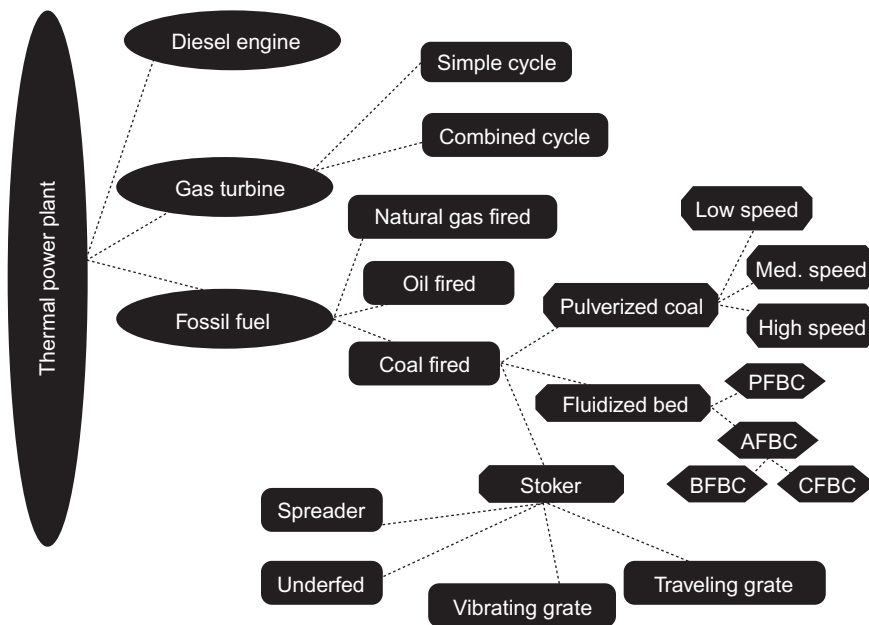 Thermal power plant
Diesel engine
Gas turbine
Simple cycle
Combined cycle
Fossil fuel
Natural gas fired
Oil fired
Coal fired
Pulverized coal
Low speed
Med. speed
High speed
Fluidized bed
PFBC
AFBC
BFBC
CFBC
Stoker
Spreader
Underfed
Vibrating grate
Traveling grate